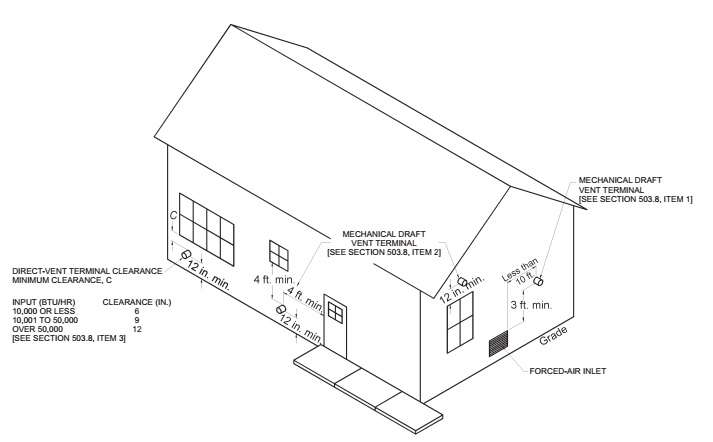 MECHANICAL DRAFT
VENT TERMINAL
[SEE SECTION 503.8, ITEM 1]
MECHANICAL DRAFT
VENT TERMINAL
[SEE SECTION 503.8, ITEM 2]
C
12 in. min.
DIRECT-VENT TERMINAL CLEARANCE
MINIMUM CLEARANCE, C
INPUT (BTU/HR) CLEARANCE (IN.)
10,000 OR LESS 6
10,001 TO 50,000 9
OVER 50,000 12
[SEE SECTION 503.8, ITEM 3]
4 ft. min.
4 ft. min.
12 in. min.
12 in. min.
Less than
10 ft.
3 ft. min.
Grade
FORCED-AIR INLET